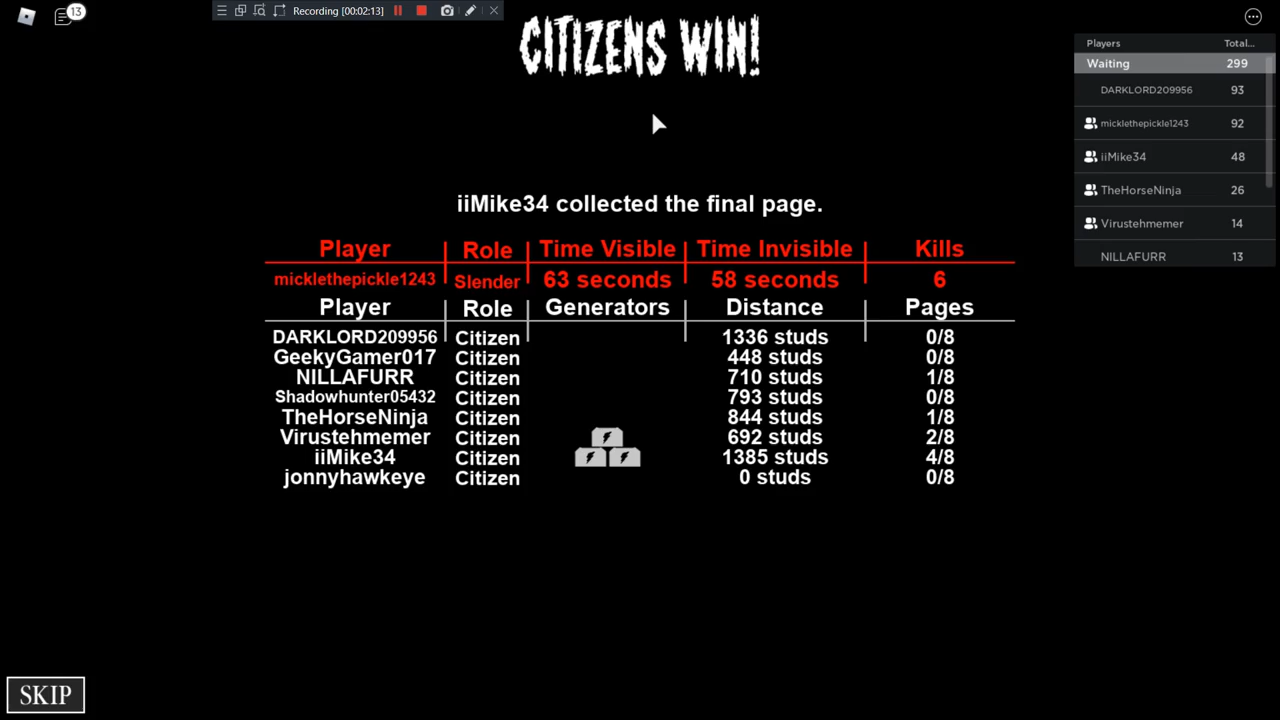 13
Recording [00:02:13]
CITIZENS WIN!
iiMike34 collected the final page.
Player Role Time Visible Time Invisible Kills
micklethepickle1243 Slender 63 seconds 58 seconds 6
Player Role Generators Distance Pages
DARKLORD209956 Citizen 1336 studs 0/8
GeekyGamer017 Citizen 448 studs 0/8
NILLAFURR Citizen 710 studs 1/8
Shadowhunter05432 Citizen 793 studs 0/8
TheHorseNinja Citizen 844 studs 1/8
Virustehmemer Citizen 692 studs 2/8
iiMike34 Citizen 1385 studs 4/8
jonnyhawkeye Citizen 0 studs 0/8
Players Total...
Waiting 299
DARKLORD209956 93
micklethepickle1243 92
iiMike34 48
TheHorseNinja 26
Virustehmemer 14
NILLAFURR 13
SKIP